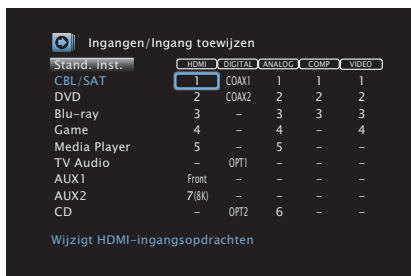 Ingangen/Ingang toewijzen
Stand. inst. HDMI DIGITAL ANALOG COMP VIDEO
CBL/SAT 1 COAX1 1 1 1
DVD 2 COAX2 2 2 2
Blu-ray 3 – 3 3 3
Game 4 – 4 – 4
Media Player 5 – 5 – –
TV Audio – OPT1 – – –
AUX1 Front – – – –
AUX2 7(8K) – – – –
CD – OPT2 6 – –
Wijzigt HDMI-ingangsopdrachten